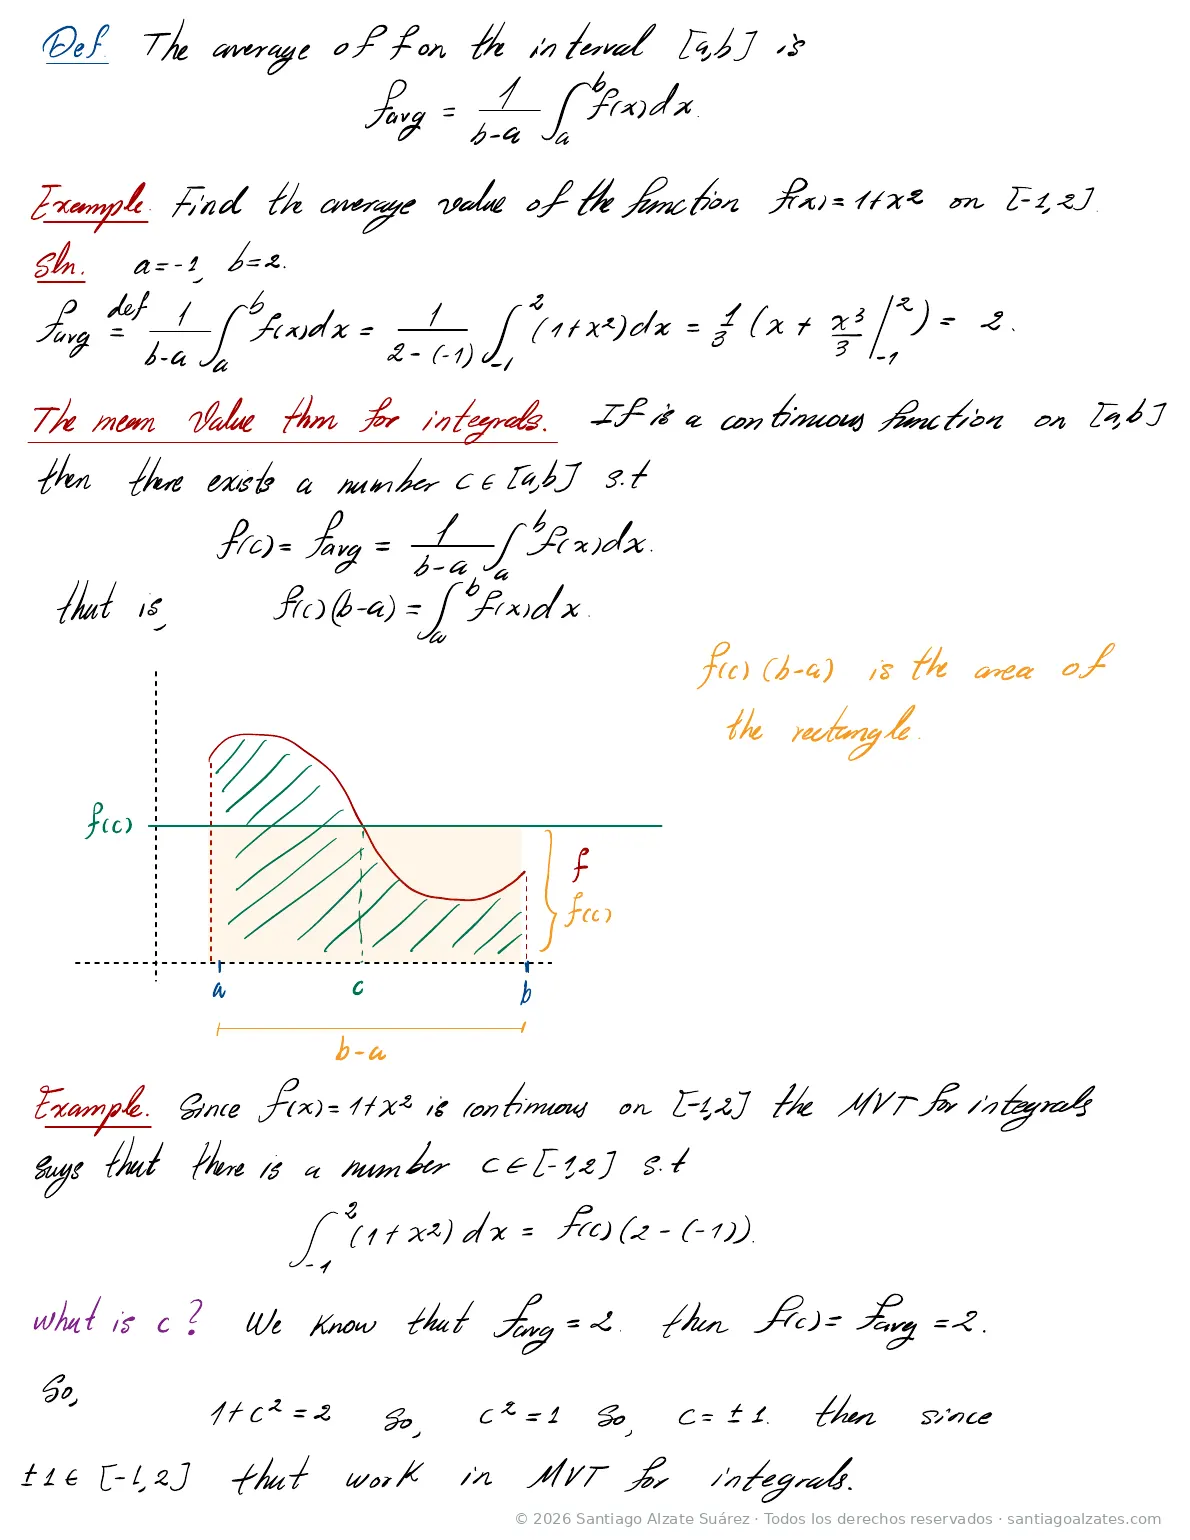 Def. The average of f on the interval [a,b] is
f_avg = 1/(b-a) ∫_a^b f(x)dx.
Example. Find the average value of the function f(x)=1+x² on [-1,2].
Sln. a=-1, b=2.
f_avg def= 1/(b-a) ∫_a^b f(x)dx = 1/(2-(-1)) ∫_-1^2 (1+x²)dx = 1/3 (x + x³/3 |_-1^2) = 2.
The mean Value thm for integrals. If is a continuous function on [a,b]
then there exists a number c ∈ [a,b] s.t
f(c) = f_avg = 1/(b-a) ∫_a^b f(x)dx.
that is, f(c)(b-a) = ∫_a^b f(x)dx.
f(c)(b-a) is the area of
the rectangle.
f(c)
f
f(c)
a c b
b-a
Example. Since f(x)=1+x² is continuous on [-1,2] the MVT for integrals
says that there is a number c ∈ [-1,2] s.t
∫_-1^2 (1+x²) dx = f(c)(2-(-1)).
What is c? We know that f_avg = 2. then f(c) = f_avg = 2.
So,
1+c² = 2 so, c² = 1 so, c = ±1. then since
±1 ∈ [-1,2] that work in MVT for integrals.
© 2026 Santiago Alzate Suárez · Todos los derechos reservados · santiagoalzates.com